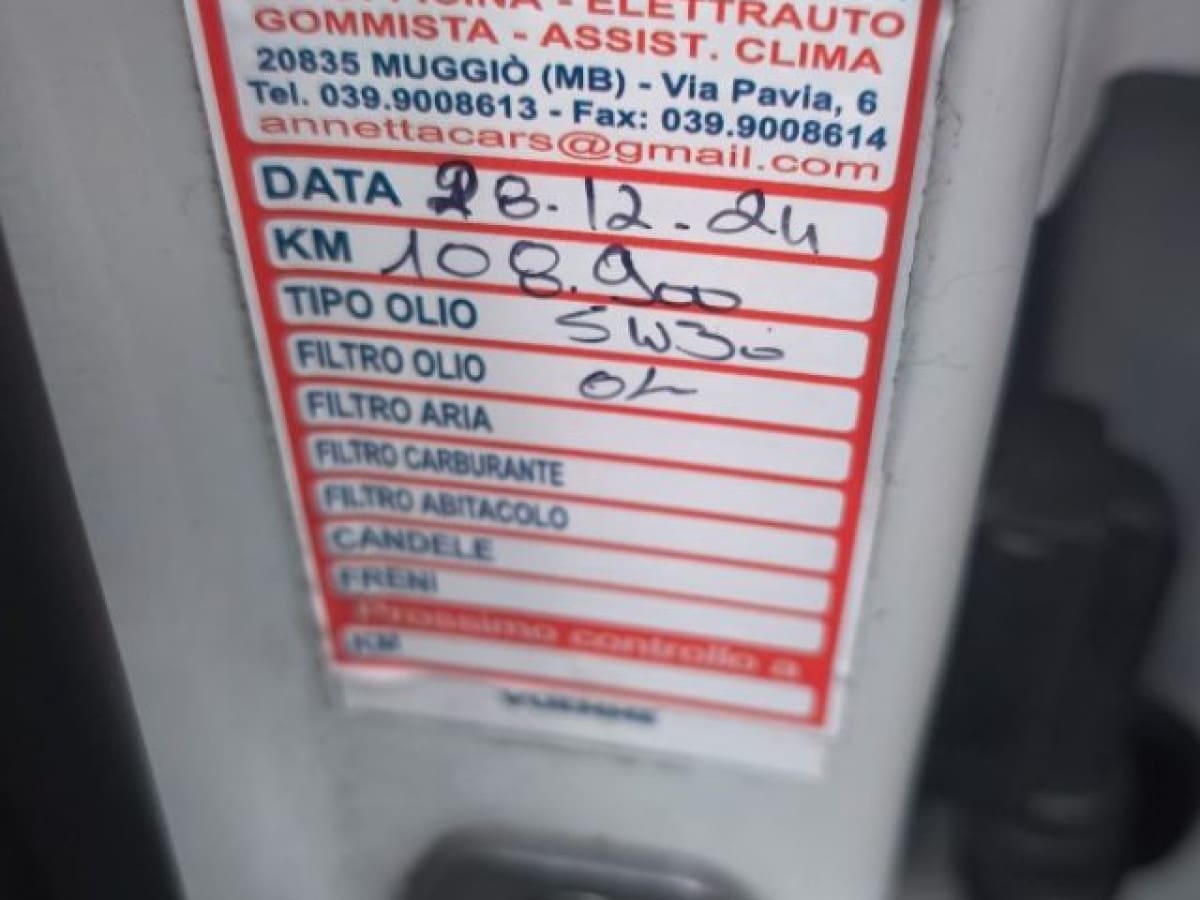 - ELETTRAUTO
GOMMISTA - ASSIST. CLIMA
20835 MUGGIÒ (MB) - Via Pavia, 6
Tel. 039.9008613 - Fax: 039.9008614
annettacars@gmail.com
DATA 28.12.24
KM 108.900
TIPO OLIO 5W30
FILTRO OLIO OK
FILTRO ARIA
FILTRO CARBURANTE
FILTRO ABITACOLO
CANDELE
FRENI
Prossimo controllo a
KM